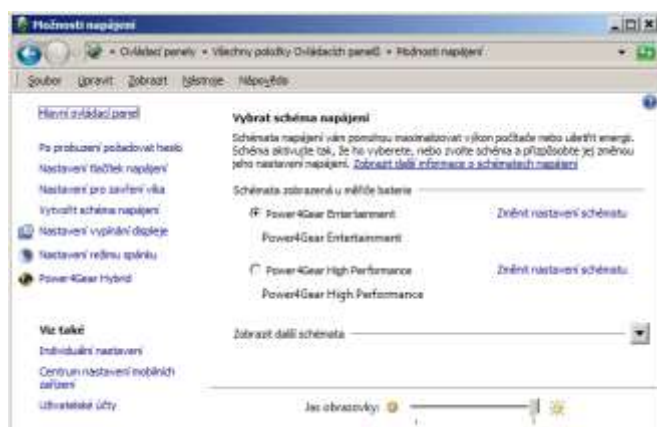 Možnosti napájení
Ovládací panely • Všechny položky Ovládacích panelů • Možnosti napájení
Soubor Upravit Zobrazit Nástroje Nápověda
Hlavní ovládací panel
Po probuzení požadovat heslo
Nastavení tlačítek napájení
Nastavení pro zavření víka
Vytvořit schéma napájení
Nastavení vypínání displeje
Nastavení režimu spánku
Power4Gear Hybrid
Viz také
Individuální nastavení
Centrum nastavení mobilních
zařízení
Uživatelské účty
Vybrat schéma napájení
Schémata napájení vám pomohou maximalizovat výkon počítače nebo ušetřit energii.
Schéma aktivujte tak, že ho vyberete, nebo zvolte schéma a přizpůsobte jej změnou
jeho nastavení napájení. Zobrazit další informace o schématech napájení
Schémata zobrazená u měřiče baterie
Power4Gear Entertainment Změnit nastavení schématu
Power4Gear Entertainment
Power4Gear High Performance Změnit nastavení schématu
Power4Gear High Performance
Zobrazit další schémata
Jas obrazovky: